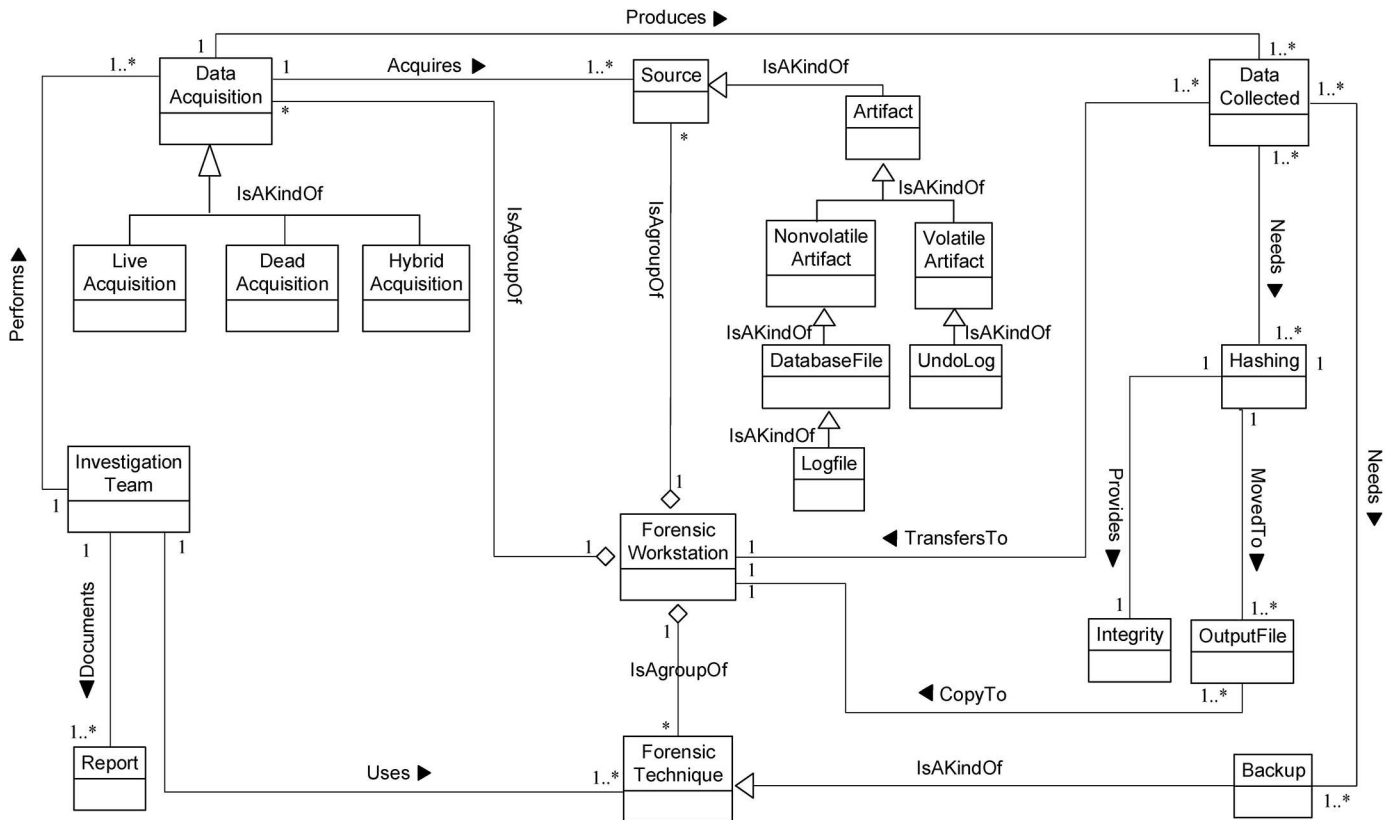 Produces ▶
1
1..*
1..*
Data
Acquisition
1
Acquires ▶
1..*
Source
IsAKindOf
1..*
Data
Collected
1..*
*
*
Artifact
1..*
IsAKindOf
IsAKindOf
IsAgroupOf
IsAgroupOf
Needs ▶
Performs ▶
Live
Acquisition
Dead
Acquisition
Hybrid
Acquisition
Nonvolatile
Artifact
Volatile
Artifact
IsAKindOf
IsAKindOf
1..*
DatabaseFile
UndoLog
1
Hashing
1
1
IsAKindOf
Logfile
Investigation
Team
1
1
1
Provides ▶
MovedTo ▶
Needs ▶
1
Forensic
Workstation
1
1
◀ TransfersTo
1
1
1
Documents ▶
1
Integrity
1..*
OutputFile
IsAgroupOf
◀ CopyTo
1..*
*
1..*
Report
Uses ▶
1..*
Forensic
Technique
IsAKindOf
Backup
1..*